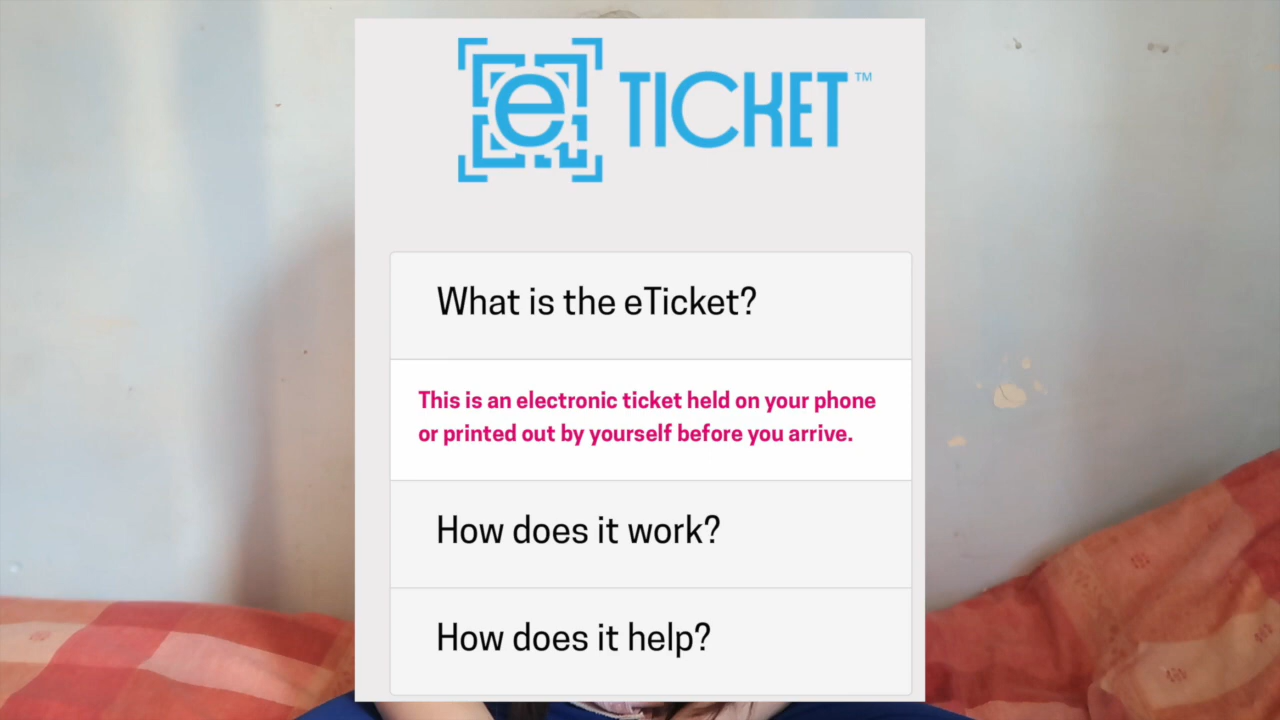 e TICKET™
What is the eTicket?
This is an electronic ticket held on your phone
or printed out by yourself before you arrive.
How does it work?
How does it help?